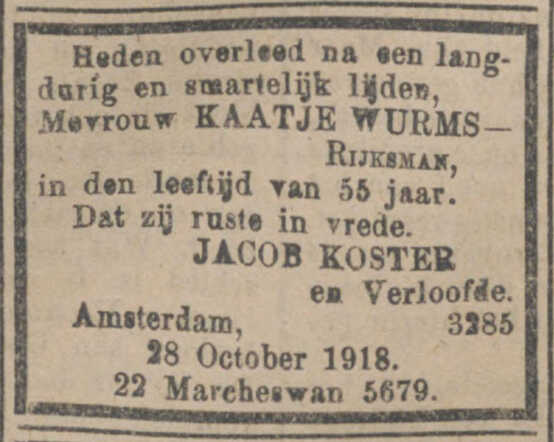 Heden overleed na een lang-
durig en smartelijk lijden,
Mevrouw KAATJE WURMS—
RIJKSMAN,
in den leeftijd van 55 jaar.
Dat zij ruste in vrede.
JACOB KOSTER
en Verloofde.
Amsterdam, 3285
28 October 1918.
22 Marcheswan 5679.